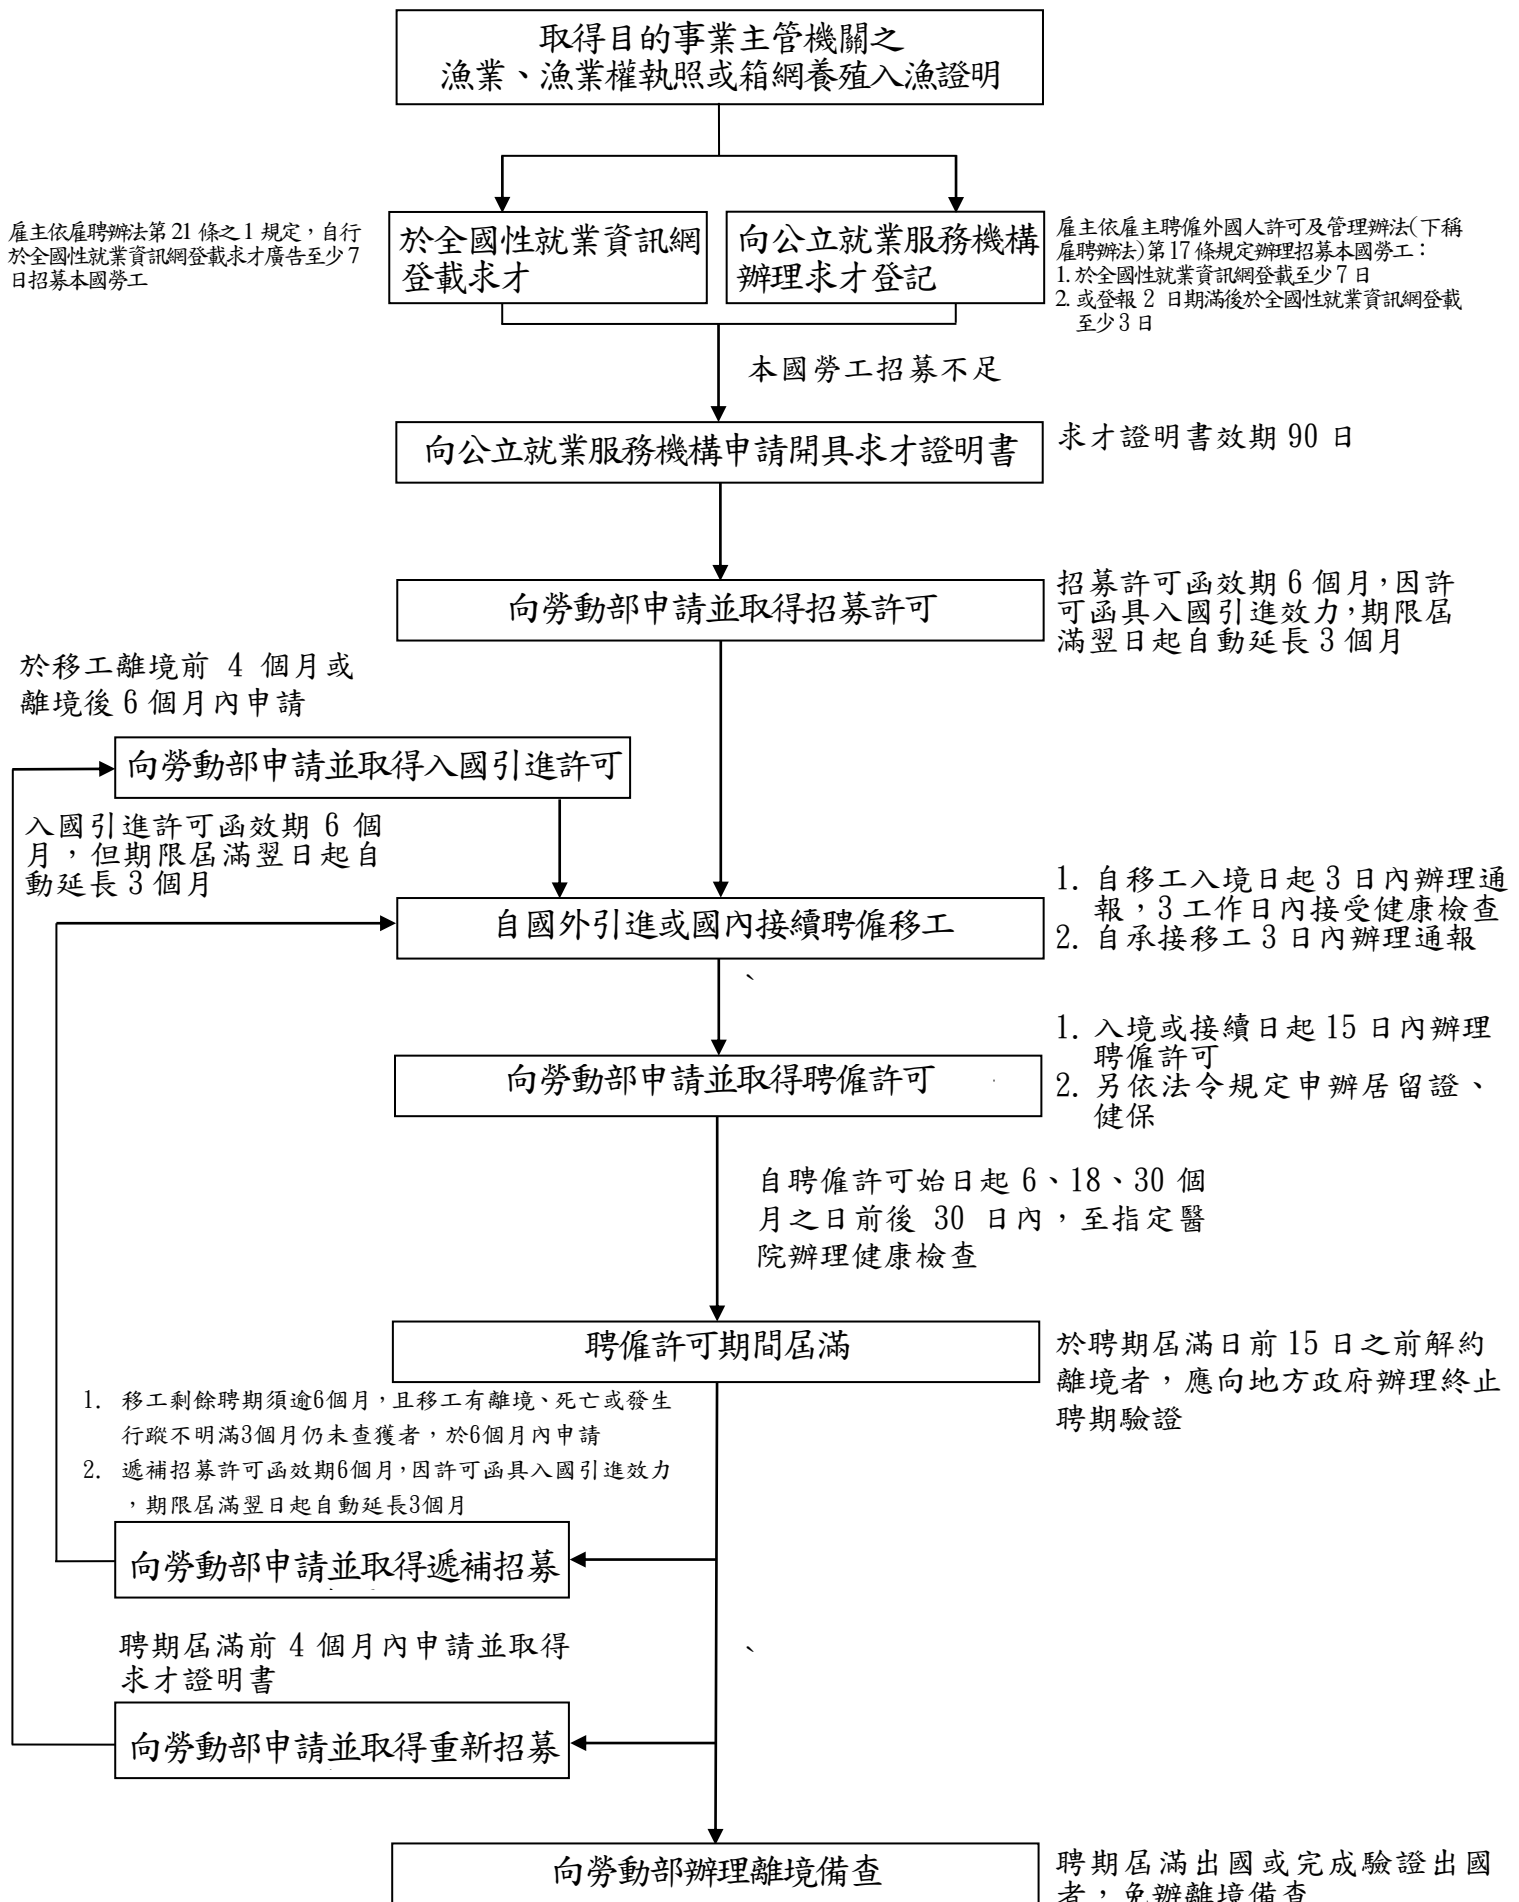 取得目的事業主管機關之
漁業、漁業權執照或箱網養殖入漁證明
雇主依雇聘辦法第 21 條之 1 規定，自行
於全國性就業資訊網登載求才廣告至少 7
日招募本國勞工
於全國性就業資訊網
登載求才
向公立就業服務機構
辦理求才登記
雇主依雇主聘僱外國人許可及管理辦法(下稱
雇聘辦法)第 17 條規定辦理招募本國勞工：
1. 於全國性就業資訊網登載至少 7 日
2. 或登報 2 日期滿後於全國性就業資訊網登載
至少 3 日
本國勞工招募不足
向公立就業服務機構申請開具求才證明書
求才證明書效期 90 日
向勞動部申請並取得招募許可
招募許可函效期 6 個月，因許
可函具入國引進效力，期限屆
滿翌日起自動延長 3 個月
於移工離境前 4 個月或
離境後 6 個月內申請
向勞動部申請並取得入國引進許可
入國引進許可函效期 6 個
月，但期限屆滿翌日起自
動延長 3 個月
自國外引進或國內接續聘僱移工
1. 自移工入境日起 3 日內辦理通
報，3 工作日內接受健康檢查
2. 自承接移工 3 日內辦理通報
、
向勞動部申請並取得聘僱許可
1. 入境或接續日起 15 日內辦理
聘僱許可
2. 另依法令規定申辦居留證、
健保
自聘僱許可始日起 6、18、30 個
月之日前後 30 日內，至指定醫
院辦理健康檢查
聘僱許可期間屆滿
於聘期屆滿日前 15 日之前解約
離境者，應向地方政府辦理終止
聘期驗證
1. 移工剩餘聘期須逾6個月，且移工有離境、死亡或發生
行蹤不明滿3個月仍未查獲者，於6個月內申請
2. 遞補招募許可函效期6個月，因許可函具入國引進效力
，期限屆滿翌日起自動延長3個月
向勞動部申請並取得遞補招募
聘期屆滿前 4 個月內申請並取得
求才證明書
、
向勞動部申請並取得重新招募
向勞動部辦理離境備查
聘期屆滿出國或完成驗證出國
者，免辦離境備查